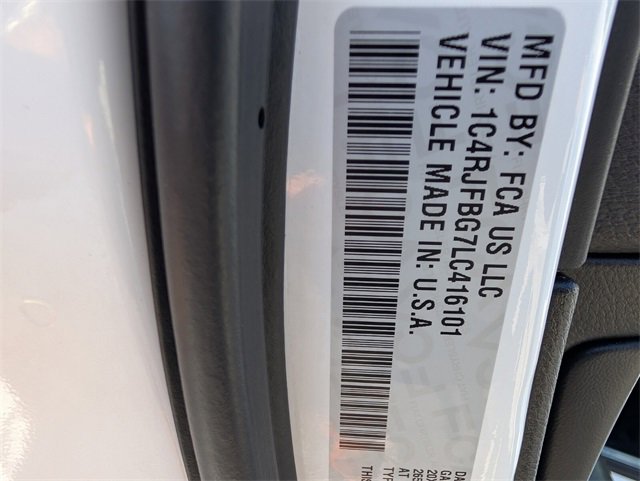 MFD BY: FCA US LLC
VIN: 1C4RJFBG7LC416101
VEHICLE MADE IN: U.S.A.